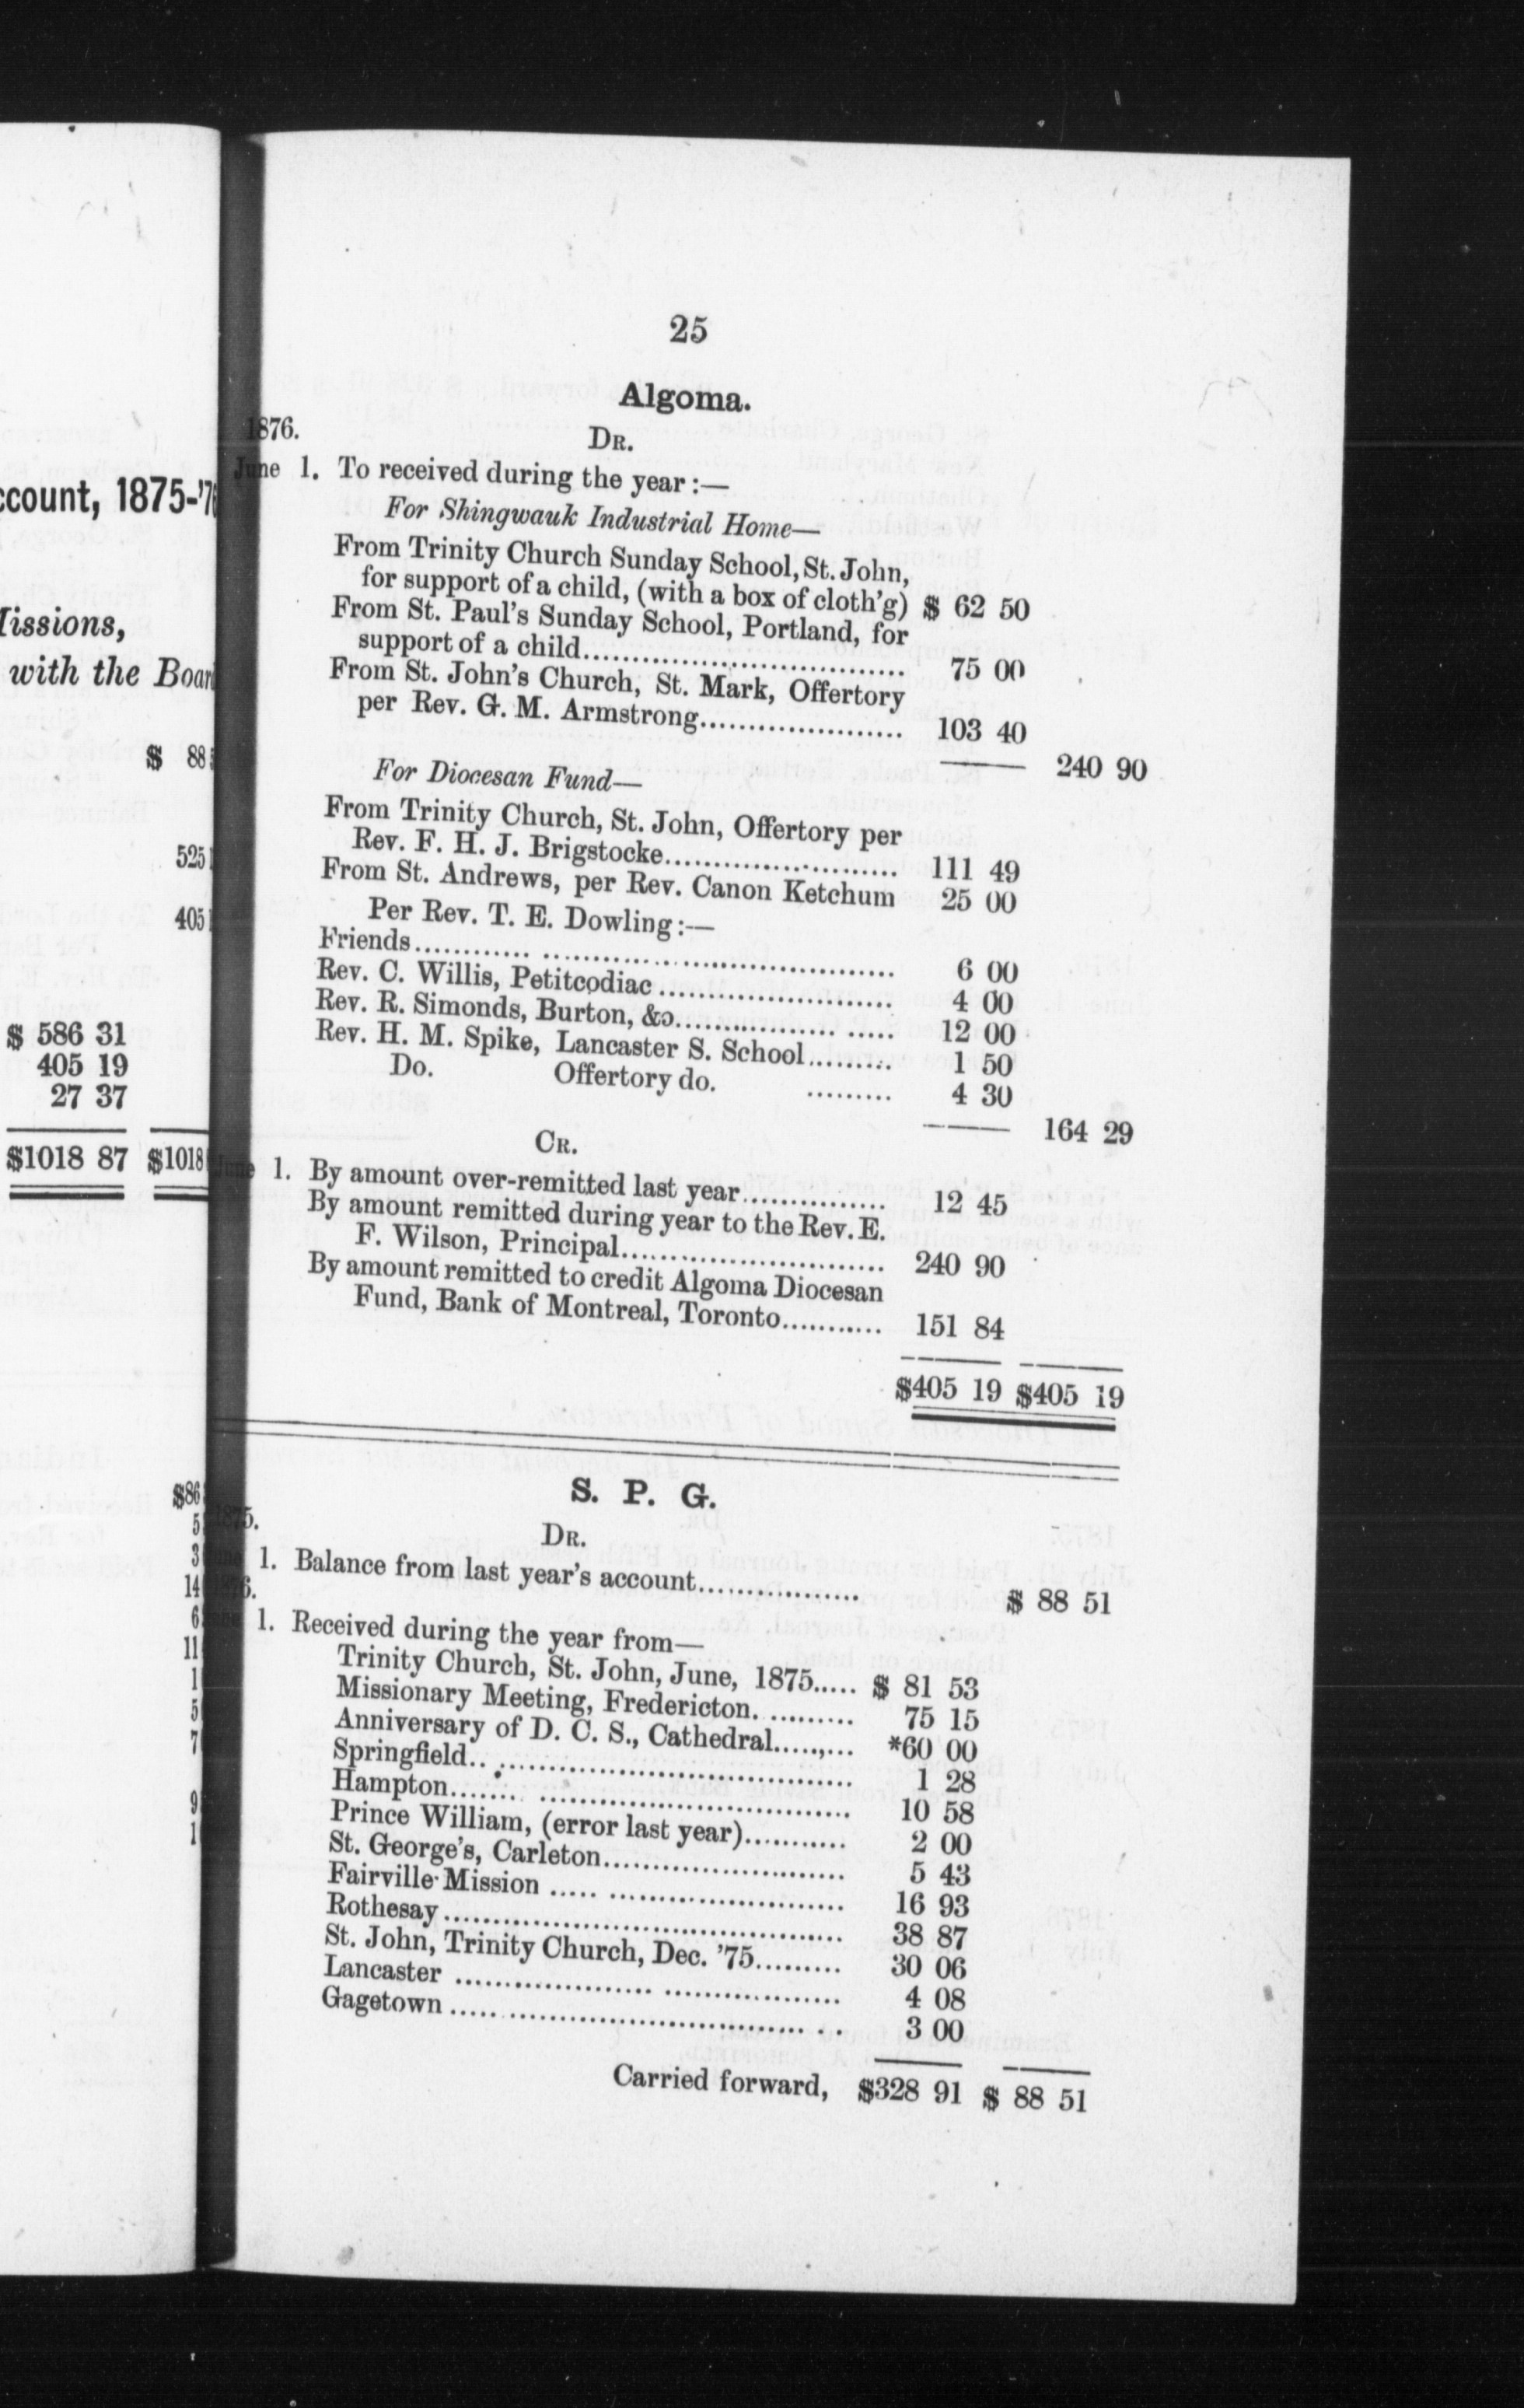 ccount, 1875-'7
issions,
with the Boar
$ 88
525
405
$ 586 31
405 19
27 37
$1018 87 $1018
$86
5
3
14
6
11
1
5
7
9
1
25
Algoma.
1876.
DR.
June 1. To received during the year :—
For Shingwauk Industrial Home—
From Trinity Church Sunday School, St. John,
for support of a child, (with a box of cloth'g) $ 62 50
From St. Paul's Sunday School, Portland, for
support of a child.............................. 75 00
From St. John's Church, St. Mark, Offertory
per Rev. G. M. Armstrong..................... 103 40
240 90
For Diocesan Fund—
From Trinity Church, St. John, Offertory per
Rev. F. H. J. Brigstocke........................ 111 49
From St. Andrews, per Rev. Canon Ketchum 25 00
Per Rev. T. E. Dowling :—
Friends................................................ 6 00
Rev. C. Willis, Petitcodiac........................ 4 00
Rev. R. Simonds, Burton, &c...................... 12 00
Rev. H. M. Spike, Lancaster S. School......... 1 50
Do. Offertory do. ......... 4 30
164 29
CR.
June 1. By amount over-remitted last year............... 12 45
By amount remitted during year to the Rev. E.
F. Wilson, Principal........................... 240 90
By amount remitted to credit Algoma Diocesan
Fund, Bank of Montreal, Toronto........... 151 84
$405 19 $405 19
S. P. G.
1875.
DR.
June 1. Balance from last year's account................. $ 88 51
1876.
June 1. Received during the year from—
Trinity Church, St. John, June, 1875..... $ 81 53
Missionary Meeting, Fredericton. ......... 75 15
Anniversary of D. C. S., Cathedral.....,... *60 00
Springfield.. .................................... 1 28
Hampton....... ................................ 10 58
Prince William, (error last year)........... 2 00
St. George's, Carleton......................... 5 43
Fairville Mission ..... ........................ 16 93
Rothesay......................................... 38 87
St. John, Trinity Church, Dec. '75......... 30 06
Lancaster .................... .................. 4 08
Gagetown ..... ................................ . . 3 00
Carried forward, $328 91 $ 88 51